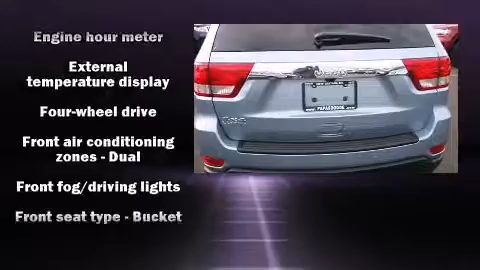 Engine hour meter
External
temperature display
Four-wheel drive
Front air conditioning
zones - Dual
Front fog/driving lights
Front seat type - Bucket